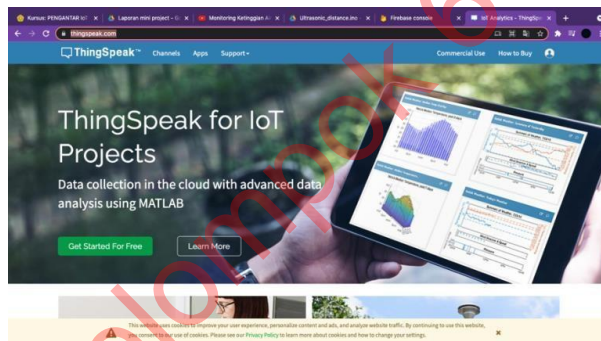 Kursus: PENGANTAR IoT
Laporan mini project - G
Monitoring Ketinggian Ai
Ultrasonic_distance.ino
Firebase console
IoT Analytics - ThingSpe
thingspeak.com
ThingSpeak™ Channels Apps Support Commercial Use How to Buy
ThingSpeak for IoT
Projects
Data collection in the cloud with advanced data
analysis using MATLAB
Get Started For Free Learn More
This website uses cookies to improve your user experience, personalize content and ads, and analyze website traffic. By continuing to use this website,
you consent to our use of cookies. Please see our Privacy Policy to learn more about cookies and how to change your settings.